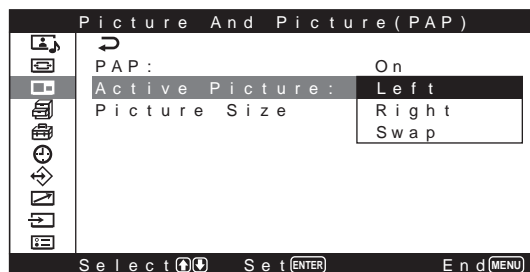 Picture And Picture(PAP)
PAP: On
Active Picture: Left
Picture Size Right
Swap
Select Set ENTER End MENU